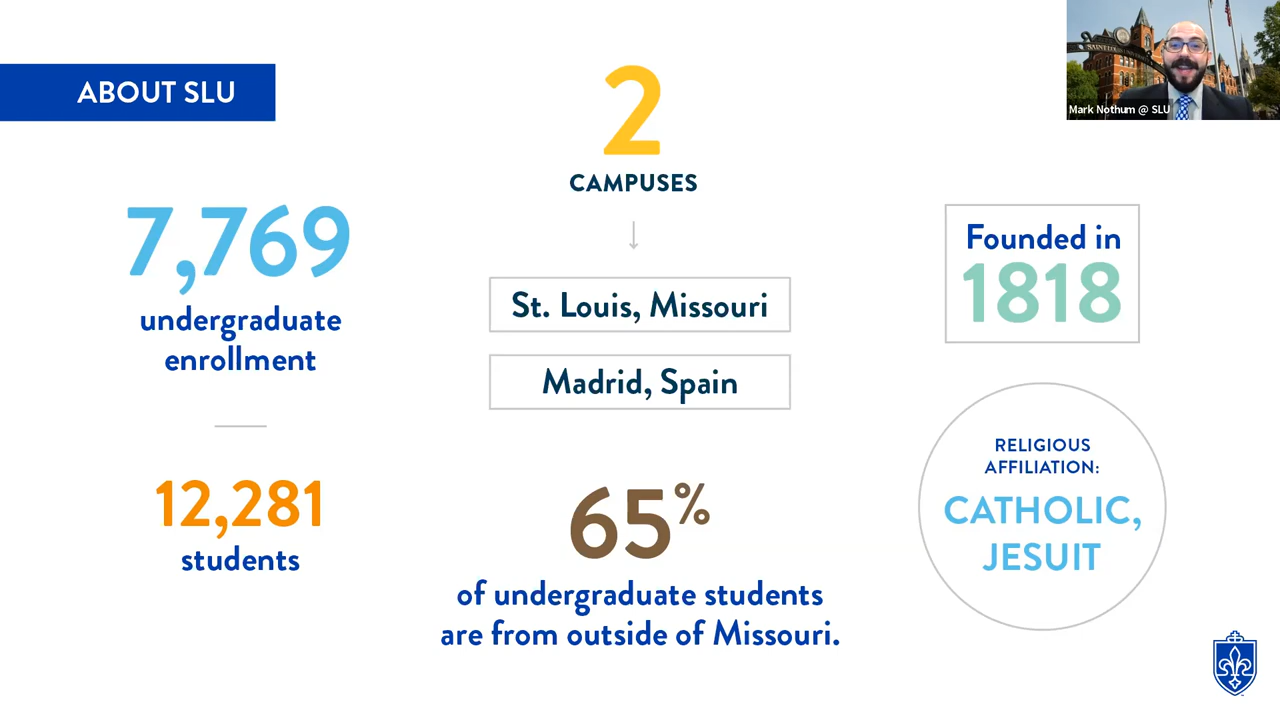 ABOUT SLU
2
CAMPUSES
St. Louis, Missouri
Madrid, Spain
7,769
undergraduate
enrollment
12,281
students
65%
of undergraduate students
are from outside of Missouri.
Founded in
1818
RELIGIOUS
AFFILIATION:
CATHOLIC,
JESUIT
Mark Nothum @ SLU